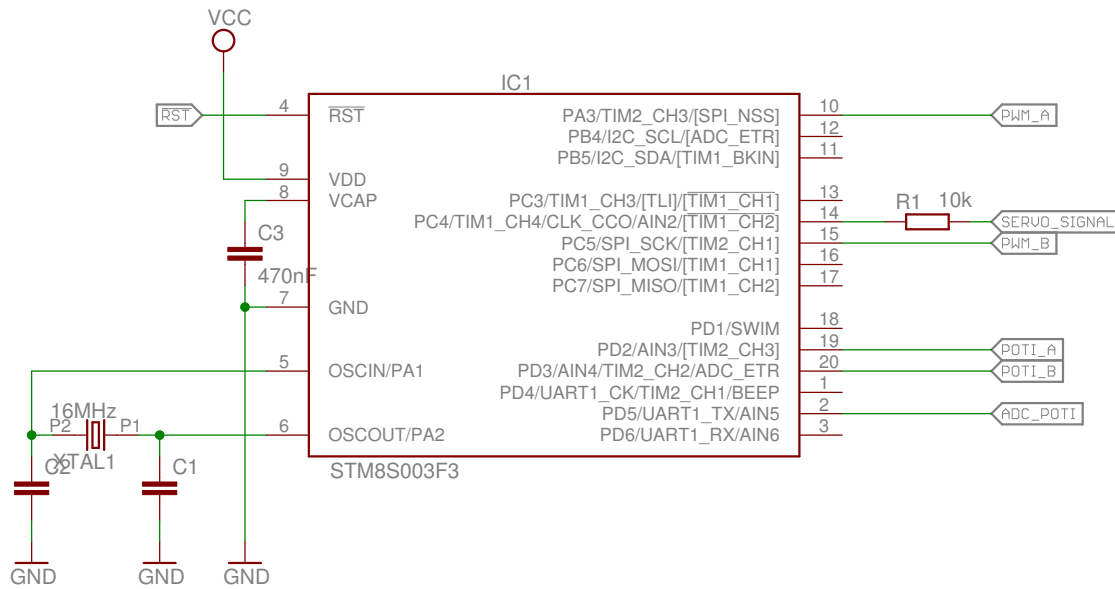 VCC
IC1
RST
4
RST
PA3/TIM2_CH3/[SPI_NSS]
10
PWM_A
PB4/I2C_SCL/[ADC_ETR]
12
PB5/I2C_SDA/[TIM1_BKIN]
11
9
VDD
8
VCAP
PC3/TIM1_CH3/[TLI]/[TIM1_CH1]
13
PC4/TIM1_CH4/CLK_CCO/AIN2/[TIM1_CH2]
14
R1
10k
SERVO_SIGNAL
C3
470nF
PC5/SPI_SCK/[TIM2_CH1]
15
PWM_B
PC6/SPI_MOSI/[TIM1_CH1]
16
PC7/SPI_MISO/[TIM1_CH2]
17
7
GND
PD1/SWIM
18
PD2/AIN3/[TIM2_CH3]
19
POTI_A
5
OSCIN/PA1
PD3/AIN4/TIM2_CH2/ADC_ETR
20
POTI_B
PD4/UART1_CK/TIM2_CH1/BEEP
1
16MHz
PD5/UART1_TX/AIN5
2
ADC_POTI
P2
P1
6
OSCOUT/PA2
PD6/UART1_RX/AIN6
3
XTAL1
C2
C1
STM8S003F3
GND
GND
GND